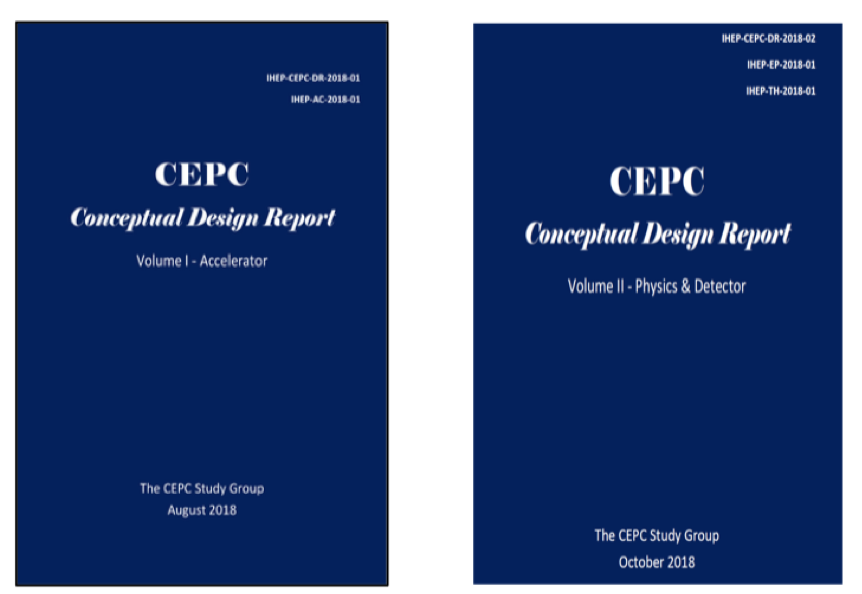 IHEP-CEPC-DR-2018-01
IHEP-AC-2018-01
CEPC
Conceptual Design Report
Volume I - Accelerator
The CEPC Study Group
August 2018
IHEP-CEPC-DR-2018-02
IHEP-EP-2018-01
IHEP-TH-2018-01
CEPC
Conceptual Design Report
Volume II - Physics & Detector
The CEPC Study Group
October 2018